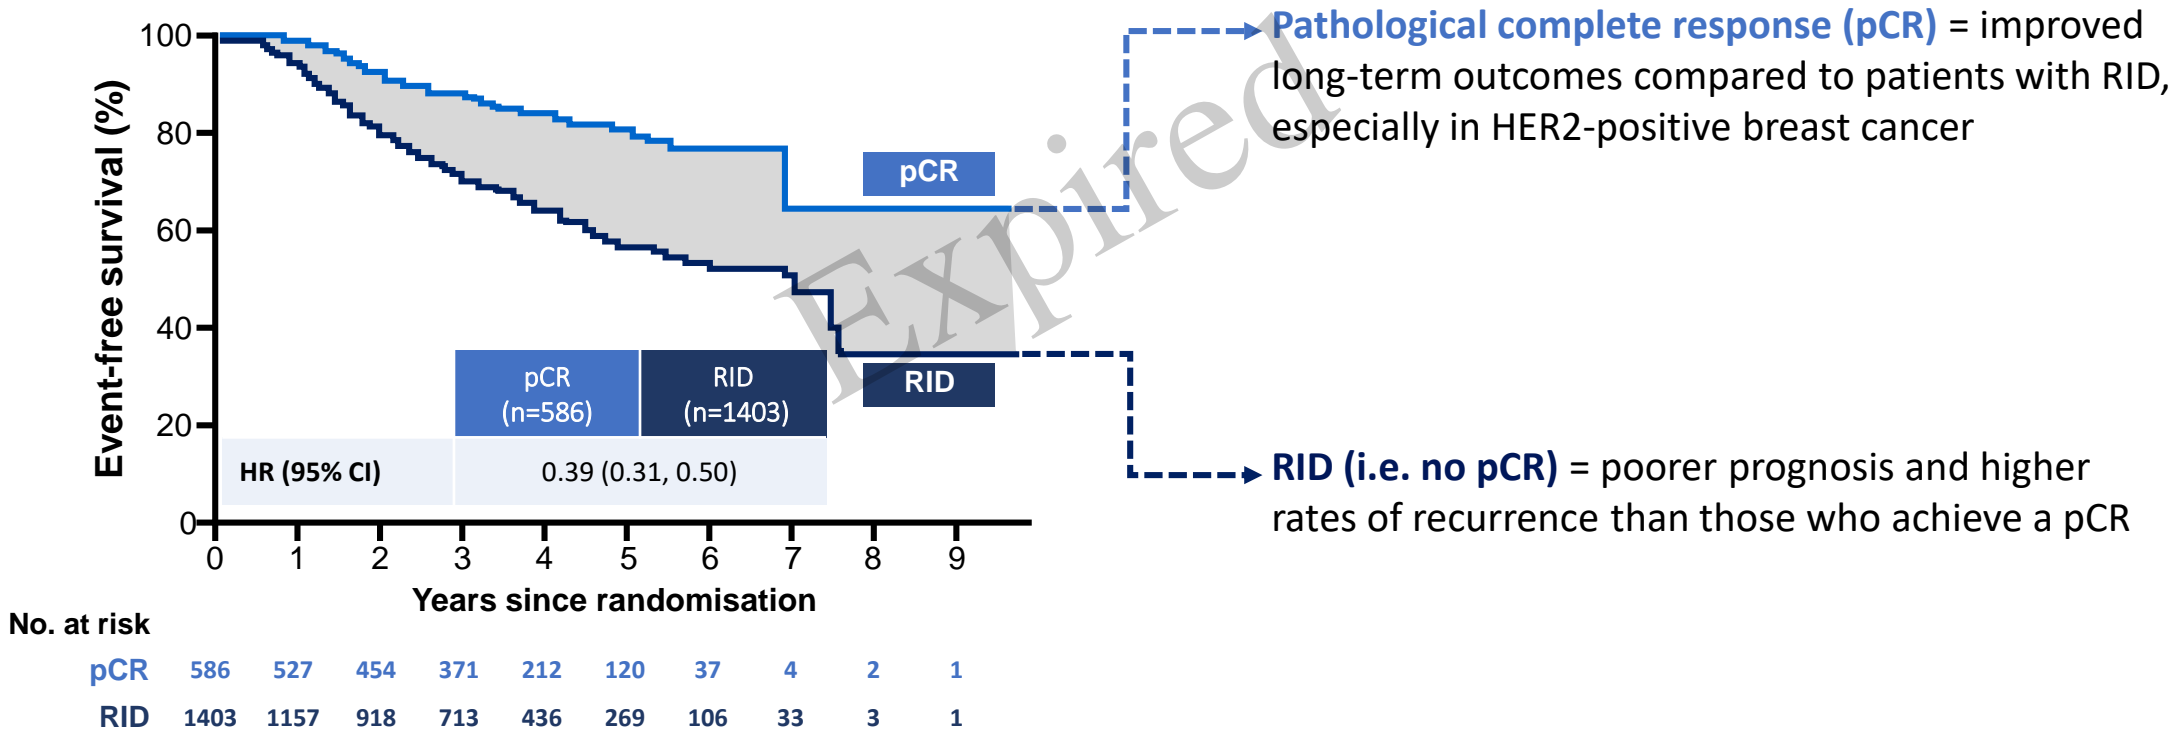 Pathological complete response (pCR) = improved
long-term outcomes compared to patients with RID,
especially in HER2-positive breast cancer
RID (i.e. no pCR) = poorer prognosis and higher
rates of recurrence than those who achieve a pCR
Event-free survival (%)
100
80
60
40
20
0
pCR
RID
pCR
(n=586)
RID
(n=1403)
HR (95% CI) 0.39 (0.31, 0.50)
0 1 2 3 4 5 6 7 8 9
Years since randomisation
No. at risk
pCR 586 527 454 371 212 120 37 4 2 1
RID 1403 1157 918 713 436 269 106 33 3 1
Expired